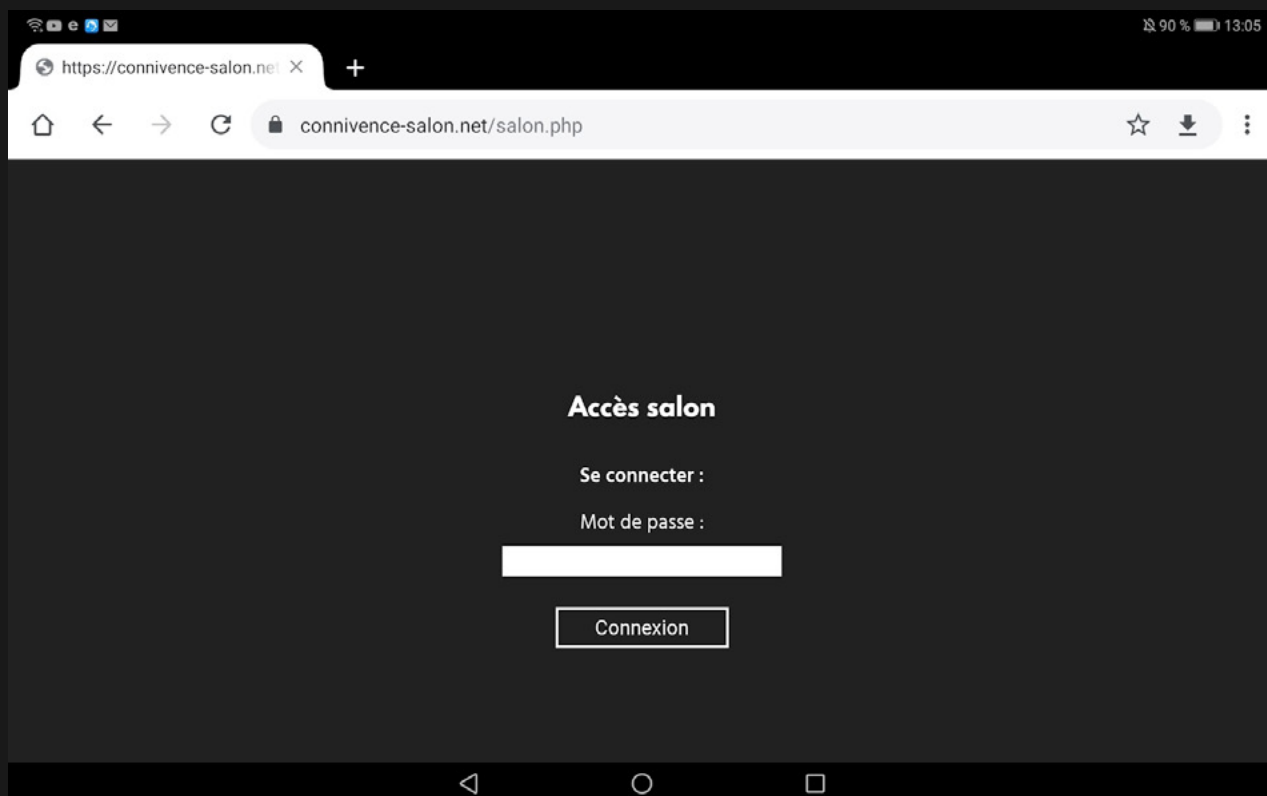 e
90 % 13:05
https://connivence-salon.net
connivence-salon.net/salon.php
Accès salon
Se connecter :
Mot de passe :
Connexion